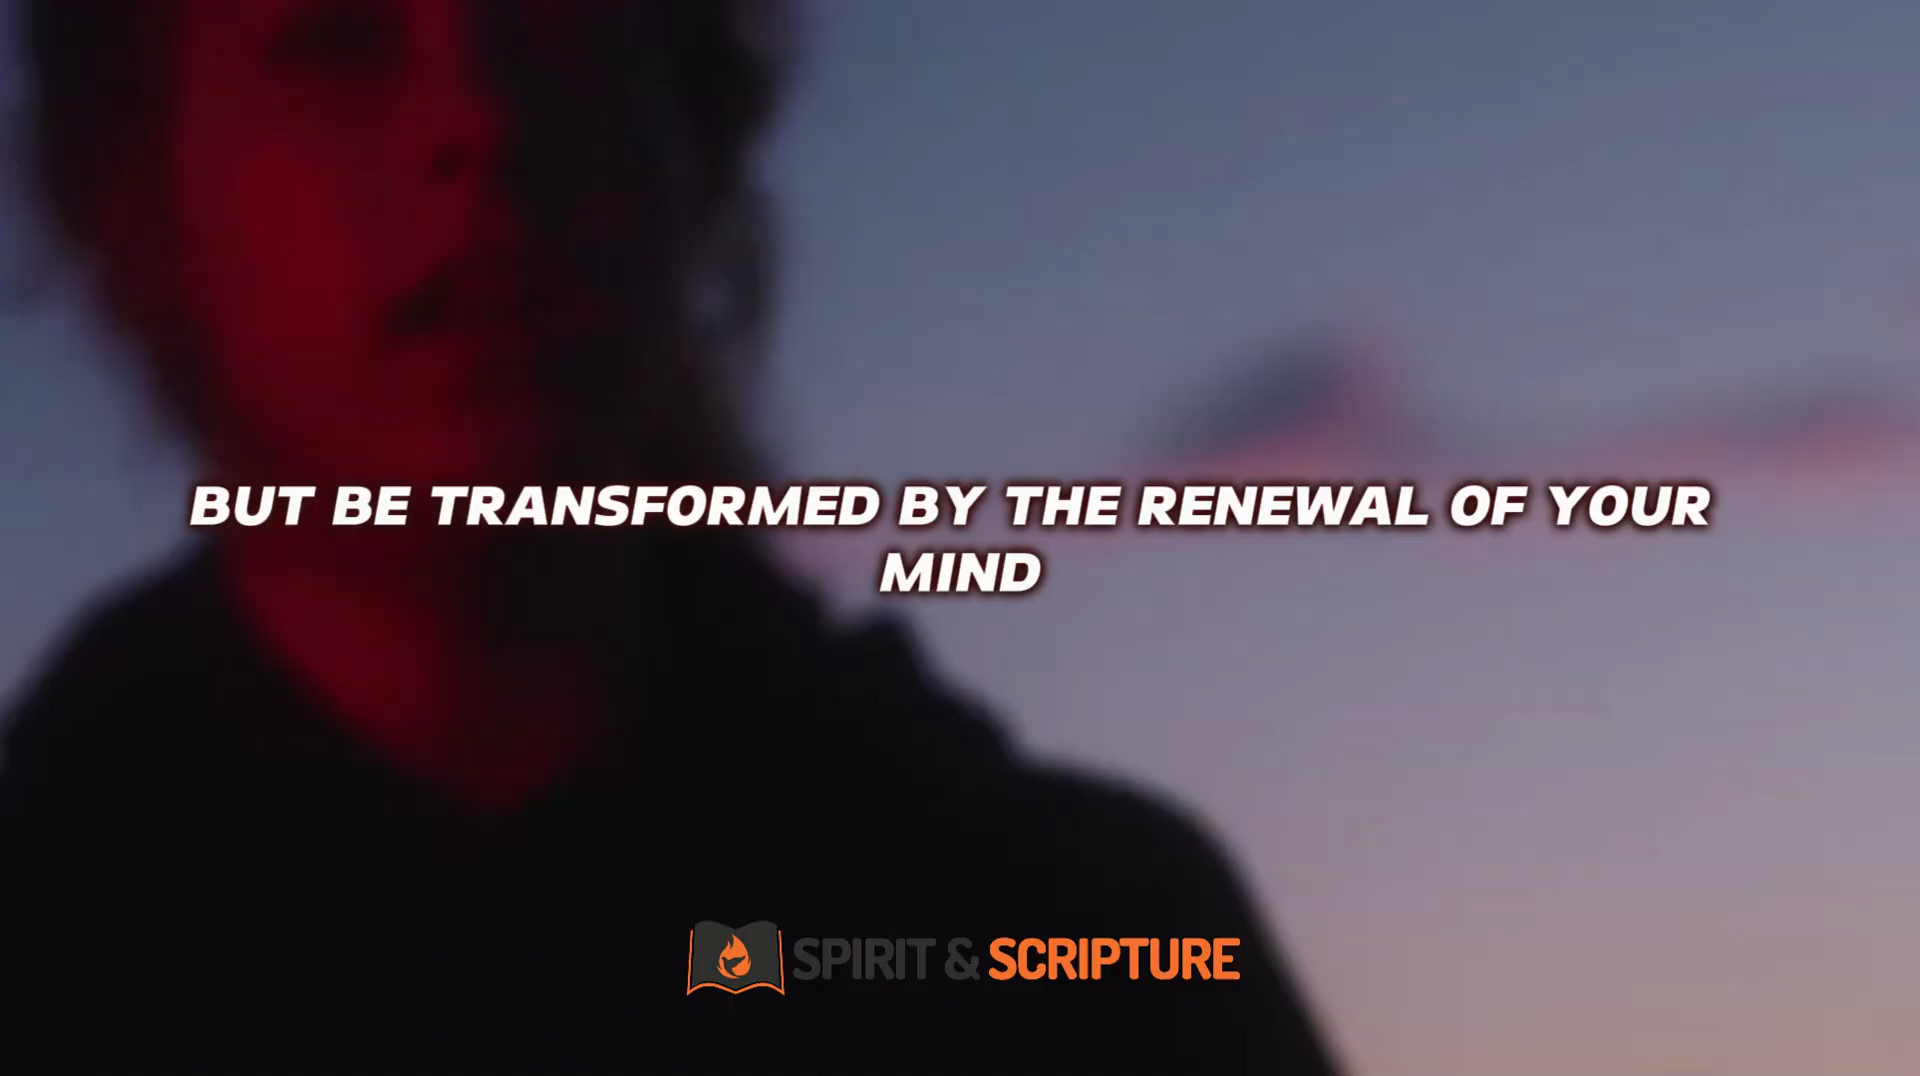 BUT BE TRANSFORMED BY THE RENEWAL OF YOUR
MIND
SPIRIT & SCRIPTURE